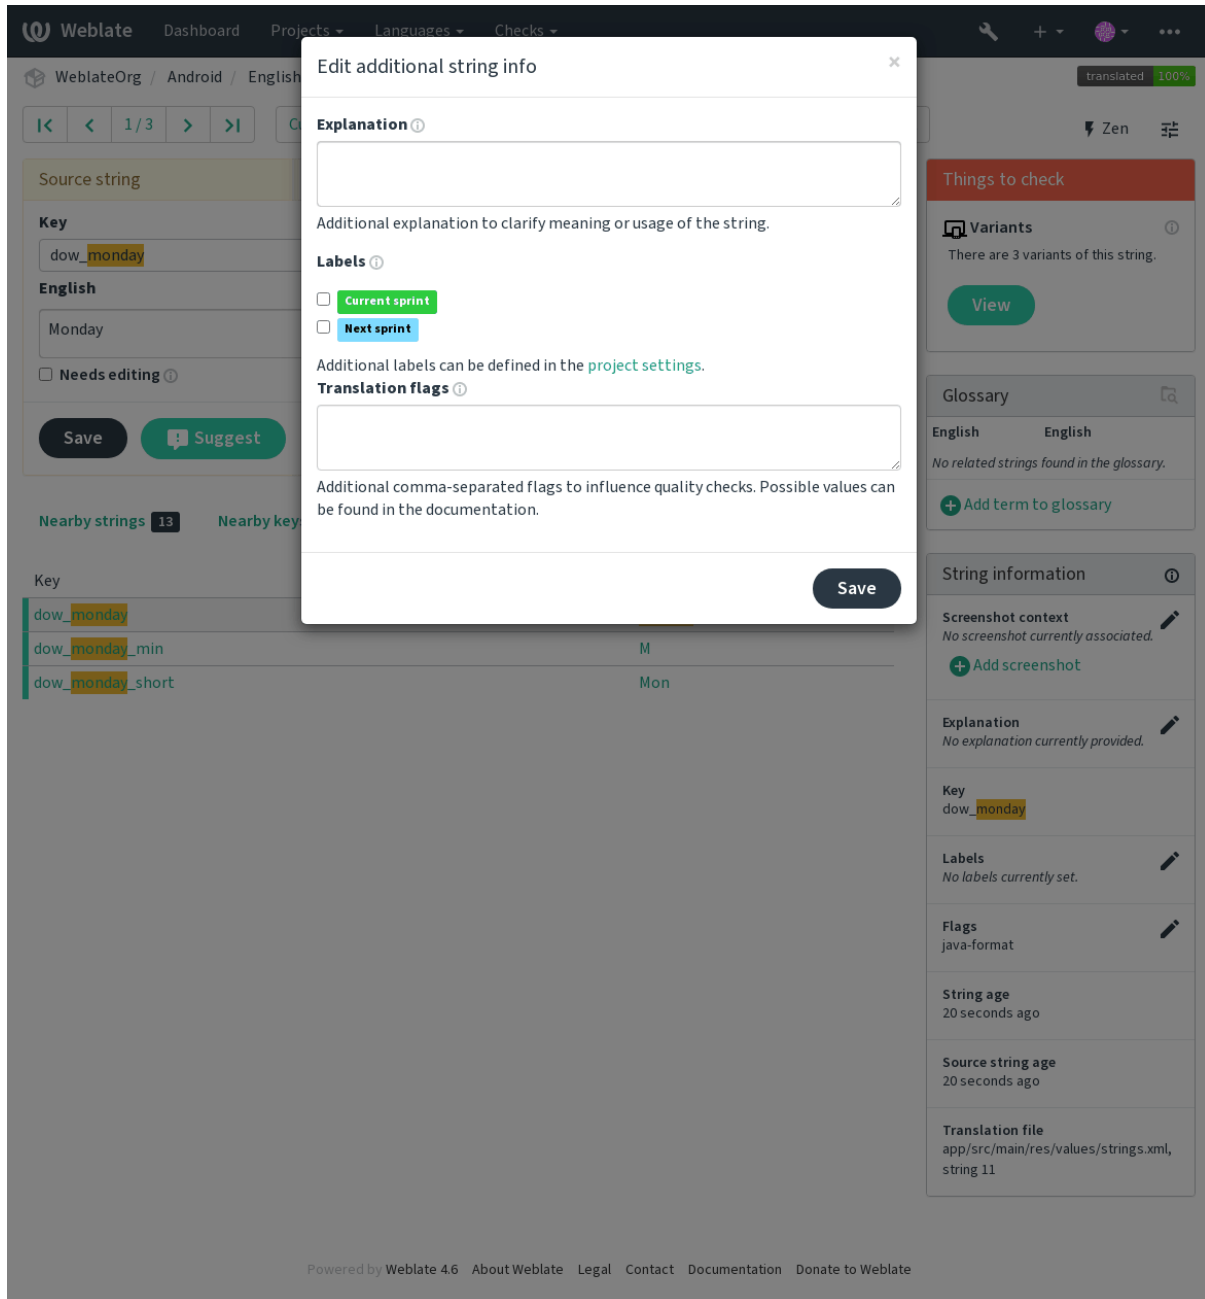 Weblate Dashboard Projects Languages Checks
WeblateOrg / Android / English
translated 100%
1 / 3
Zen
Edit additional string info
×
Explanation
Additional explanation to clarify meaning or usage of the string.
Labels
Current sprint
Next sprint
Additional labels can be defined in the project settings.
Translation flags
Additional comma-separated flags to influence quality checks. Possible values can
be found in the documentation.
Save
Source string
Key
dow_monday
English
Monday
Needs editing
Save Suggest
Nearby strings 13 Nearby key
Key
dow_monday
dow_monday_min M
dow_monday_short Mon
Things to check
Variants
There are 3 variants of this string.
View
Glossary
English English
No related strings found in the glossary.
Add term to glossary
String information
Screenshot context
No screenshot currently associated.
Add screenshot
Explanation
No explanation currently provided.
Key
dow_monday
Labels
No labels currently set.
Flags
java-format
String age
20 seconds ago
Source string age
20 seconds ago
Translation file
app/src/main/res/values/strings.xml,
string 11
Powered by Weblate 4.6 About Weblate Legal Contact Documentation Donate to Weblate